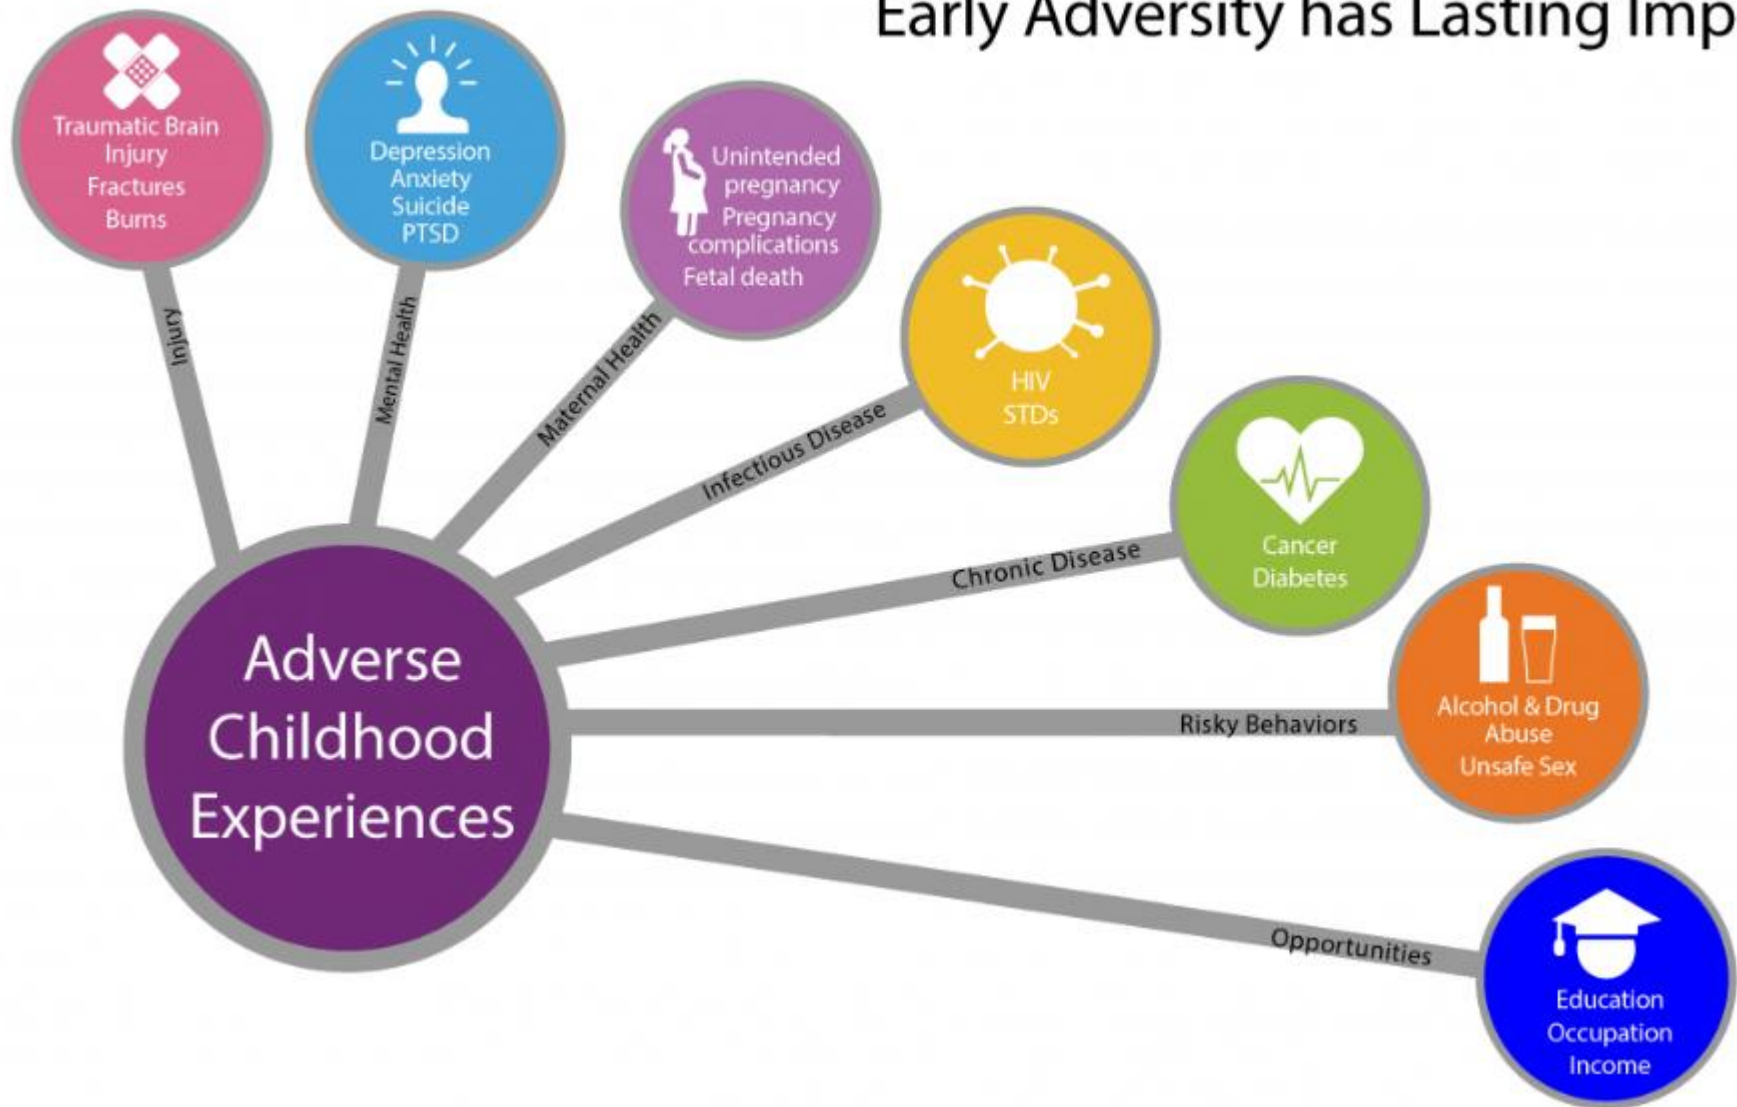 Early Adversity has Lasting Imp
Traumatic Brain
Injury
Fractures
Burns
Injury
Depression
Anxiety
Suicide
PTSD
Mental Health
Unintended
pregnancy
Pregnancy
complications
Fetal death
Maternal Health
HIV
STDs
Infectious Disease
Cancer
Diabetes
Chronic Disease
Alcohol & Drug
Abuse
Unsafe Sex
Risky Behaviors
Education
Occupation
Income
Opportunities
Adverse
Childhood
Experiences